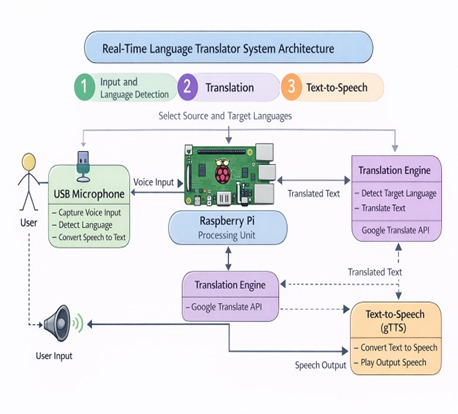 Real-Time Language Translator System Architecture
1 Input and
Language Detection
2 Translation
3 Text-to-Speech
Select Source and Target Languages
User
USB Microphone
– Capture Voice Input
– Detect Language
– Convert Speech to Text
Voice Input
Raspberry Pi
Processing Unit
Translated Text
Translation Engine
– Detect Target Language
– Translate Text
Google Translate API
Translation Engine
– Google Translate API
Translated Text
Text-to-Speech
(gTTS)
– Convert Text to Speech
– Play Output Speech
User Input
Speech Output